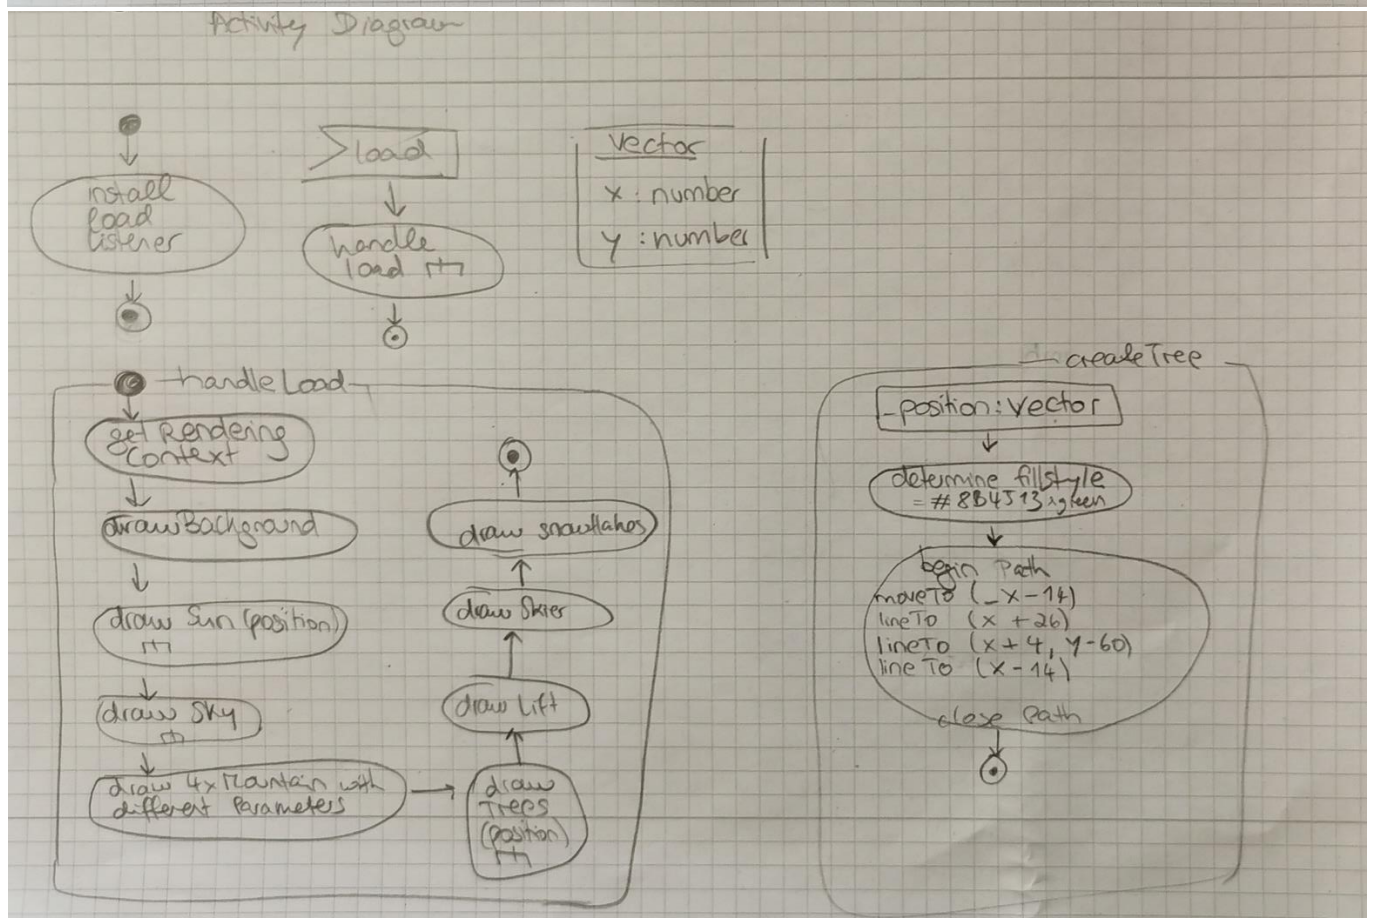 Activity Diagram
install
load
listener
load
handle
load
Vector
x : number
y : number
handleLoad
get Rendering
Context
drawBackground
draw Sun (position)
draw Sky
draw 4x Mountain with
different Parameters
draw
Trees
(position)
draw Lift
draw Skier
draw snowflakes
createTree
_position: Vector
determine fillstyle
= #8B4513, green
begin Path
moveTo (_x-14)
lineTo (x +26)
lineTo (x+4, y-60)
lineTo (x-14)
close Path